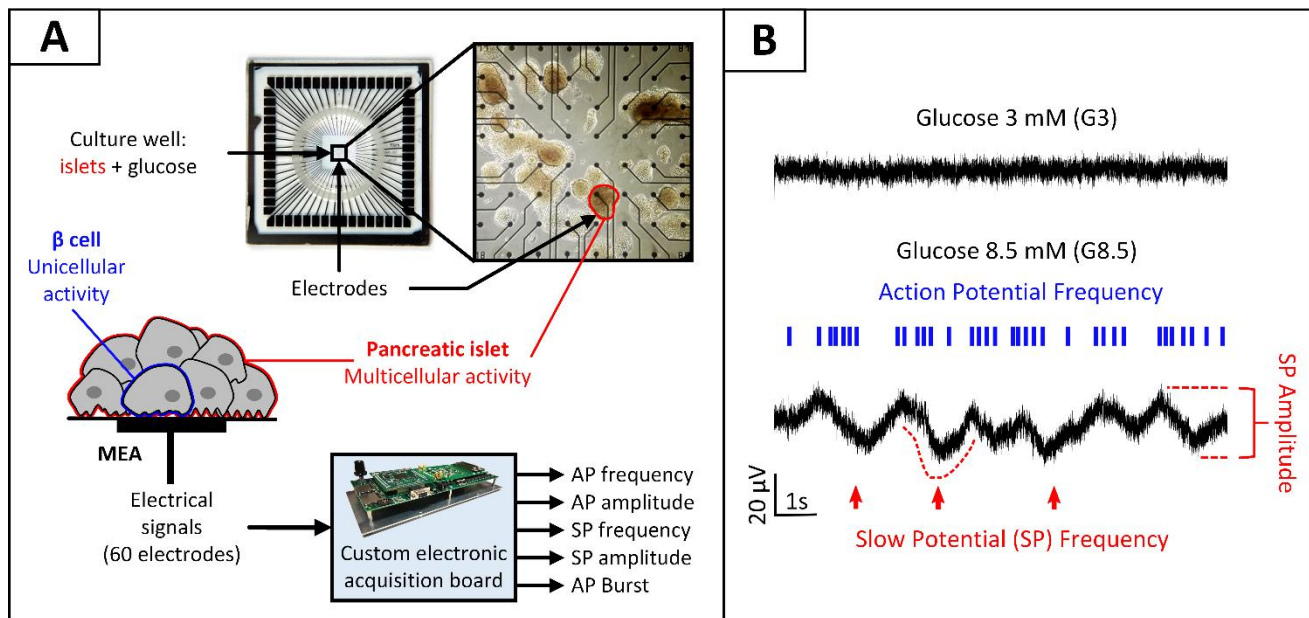 A
Culture well:
islets + glucose
β cell
Unicellular
activity
Electrodes
Pancreatic islet
Multicellular activity
MEA
Electrical
signals
(60 electrodes)
Custom electronic
acquisition board
AP frequency
AP amplitude
SP frequency
SP amplitude
AP Burst
B
Glucose 3 mM (G3)
Glucose 8.5 mM (G8.5)
Action Potential Frequency
SP Amplitude
20 μV
1s
Slow Potential (SP) Frequency